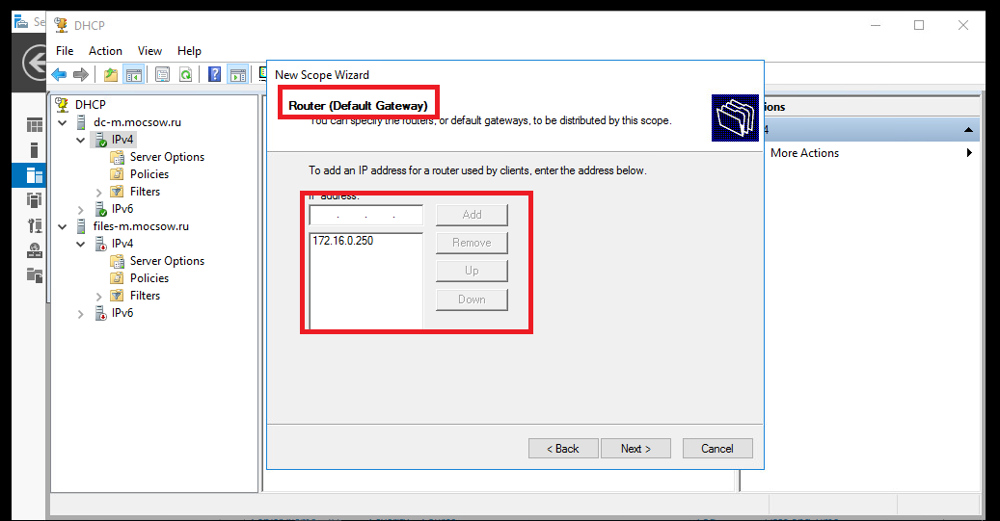 Se
DHCP
File Action View Help
New Scope Wizard
Router (Default Gateway)
You can specify the routers, or default gateways, to be distributed by this scope.
DHCP
dc-m.mocsow.ru
IPv4
Server Options
Policies
Filters
IPv6
files-m.mocsow.ru
IPv4
Server Options
Policies
Filters
IPv6
To add an IP address for a router used by clients, enter the address below.
IP address:
. . .
Add
172.16.0.250
Remove
Up
Down
< Back Next > Cancel
ions
4
More Actions